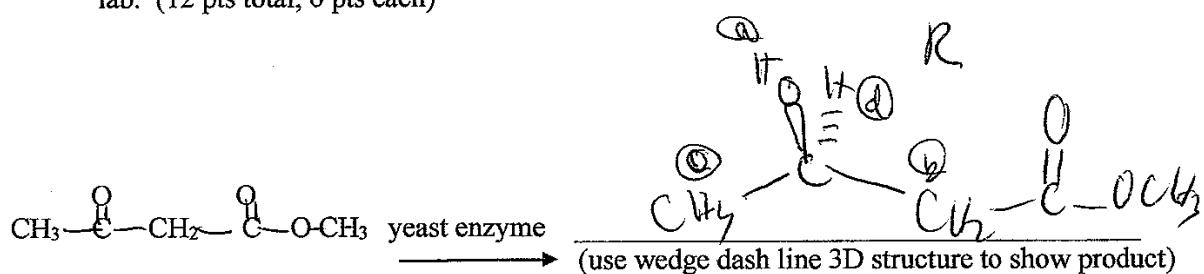 lab. (12 pts total, 6 pts each)
ⓐ R
H O H ⓓ O
ⓒ C ⓑ
CH3 CH2—C—OCH3
O O
CH3—C—CH2—C—O-CH3 yeast enzyme
(use wedge dash line 3D structure to show product)